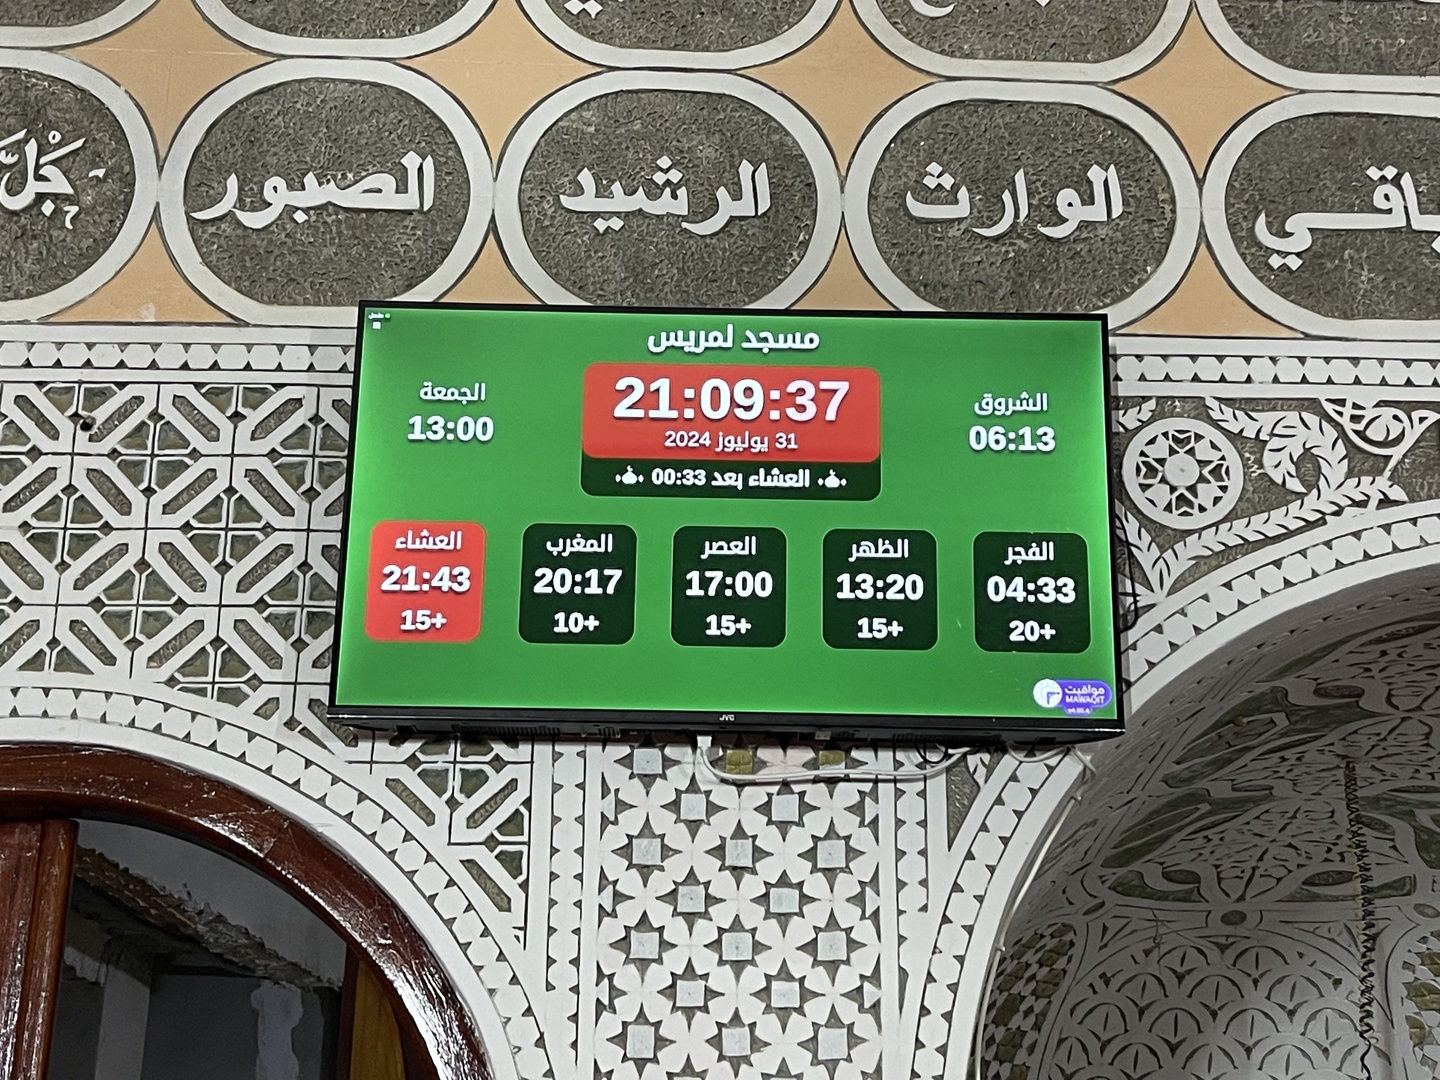 الوارث
الرشيد
الصبور
جَلَّ
مسجد لمريس
الشروق
06:13
21:09:37
31 يوليوز 2024
العشاء بعد 00:33
الجمعة
13:00
الفجر
04:33
20+
الظهر
13:20
15+
العصر
17:00
15+
المغرب
20:17
10+
العشاء
21:43
15+
مواقيت
MAWAQIT
JVC